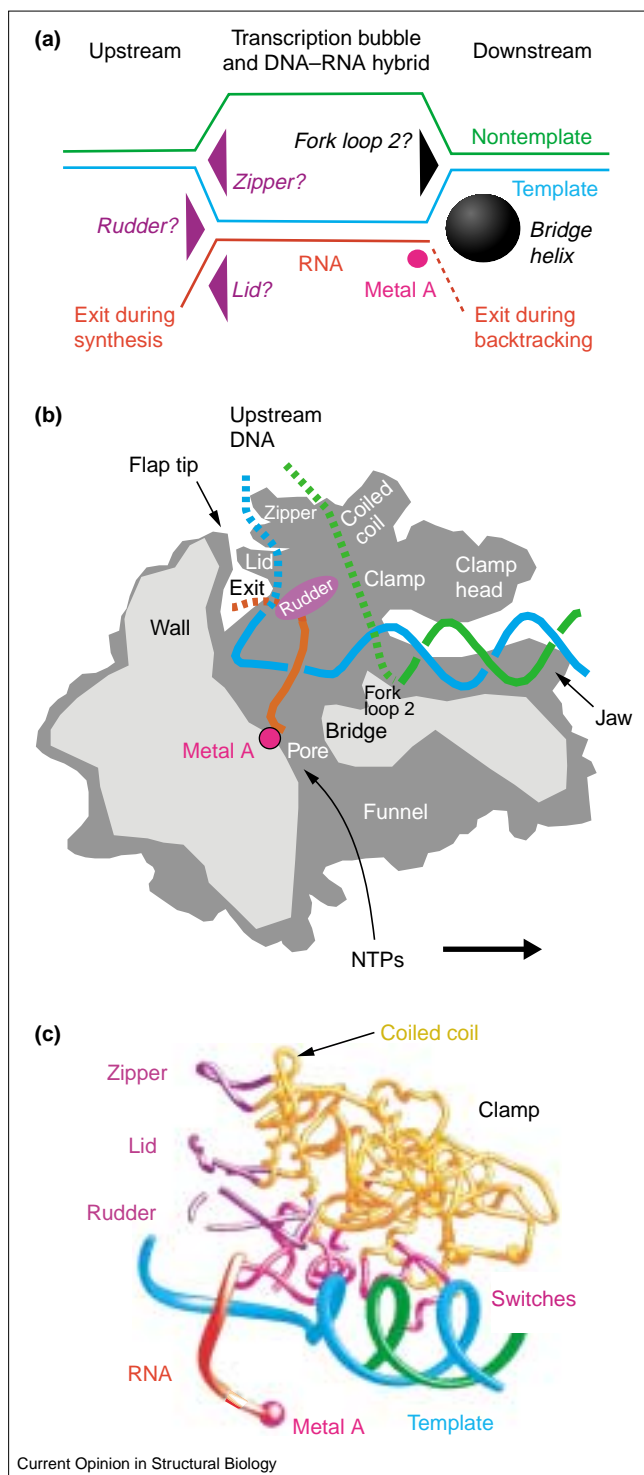 (a)
Upstream
Transcription bubble
and DNA–RNA hybrid
Downstream
Fork loop 2?
Nontemplate
Zipper?
Template
Rudder?
Bridge
helix
RNA
Lid?
Metal A
Exit during
synthesis
Exit during
backtracking
(b)
Upstream
DNA
Flap tip
Zipper
Coiled
coil
Lid
Clamp
Clamp
head
Exit
Rudder
Wall
Fork
loop 2
Jaw
Bridge
Metal A
Pore
Funnel
NTPs
(c)
Coiled coil
Zipper
Clamp
Lid
Rudder
Switches
RNA
Metal A
Template
Current Opinion in Structural Biology